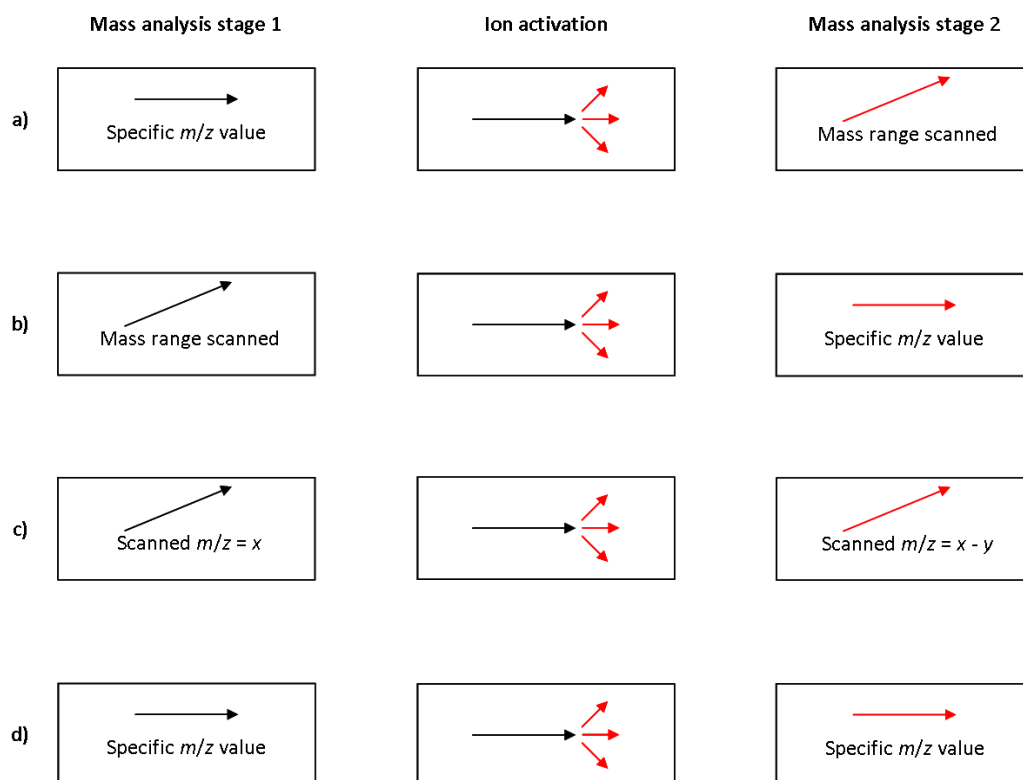 Mass analysis stage 1 Ion activation Mass analysis stage 2
a) Specific m/z value Mass range scanned
b) Mass range scanned Specific m/z value
c) Scanned m/z = x Scanned m/z = x - y
d) Specific m/z value Specific m/z value